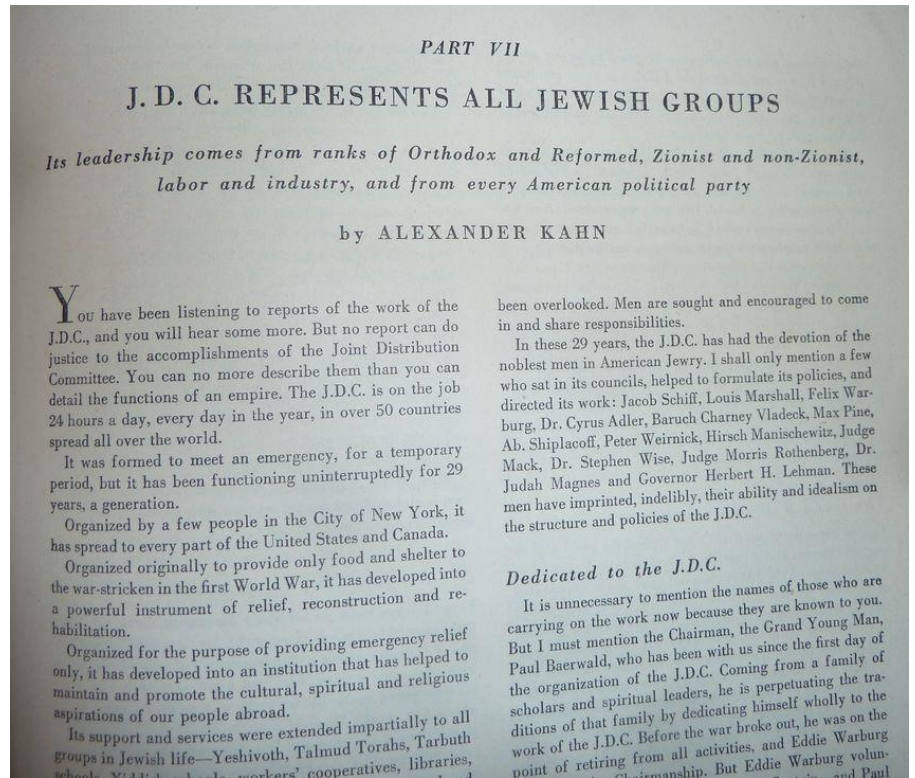 PART VII
J. D. C. REPRESENTS ALL JEWISH GROUPS
Its leadership comes from ranks of Orthodox and Reformed, Zionist and non-Zionist,
labor and industry, and from every American political party
by ALEXANDER KAHN
You have been listening to reports of the work of the
J.D.C., and you will hear some more. But no report can do
justice to the accomplishments of the Joint Distribution
Committee. You can no more describe them than you can
detail the functions of an empire. The J.D.C. is on the job
24 hours a day, every day in the year, in over 50 countries
spread all over the world.
It was formed to meet an emergency, for a temporary
period, but it has been functioning uninterruptedly for 29
years, a generation.
Organized by a few people in the City of New York, it
has spread to every part of the United States and Canada.
Organized originally to provide only food and shelter to
the war-stricken in the first World War, it has developed into
a powerful instrument of relief, reconstruction and re-
habilitation.
Organized for the purpose of providing emergency relief
only, it has developed into an institution that has helped to
maintain and promote the cultural, spiritual and religious
aspirations of our people abroad.
Its support and services were extended impartially to all
groups in Jewish life—Yeshivoth, Talmud Torahs, Tarbuth
workers' cooperatives, libraries,
been overlooked. Men are sought and encouraged to come
in and share responsibilities.
In these 29 years, the J.D.C. has had the devotion of the
noblest men in American Jewry. I shall only mention a few
who sat in its councils, helped to formulate its policies, and
directed its work: Jacob Schiff, Louis Marshall, Felix War-
burg, Dr. Cyrus Adler, Baruch Charney Vladeck, Max Pine,
Ab. Shiplacoff, Peter Weirnick, Hirsch Manischewitz, Judge
Mack, Dr. Stephen Wise, Judge Morris Rothenberg, Dr.
Judah Magnes and Governor Herbert H. Lehman. These
men have imprinted, indelibly, their ability and idealism on
the structure and policies of the J.D.C.
Dedicated to the J.D.C.
It is unnecessary to mention the names of those who are
carrying on the work now because they are known to you.
But I must mention the Chairman, the Grand Young Man,
Paul Baerwald, who has been with us since the first day of
the organization of the J.D.C. Coming from a family of
scholars and spiritual leaders, he is perpetuating the tra-
ditions of that family by dedicating himself wholly to the
work of the J.D.C. Before the war broke out, he was on the
point of retiring from all activities, and Eddie Warburg
Chairmanship. But Eddie Warburg volun-
and Paul